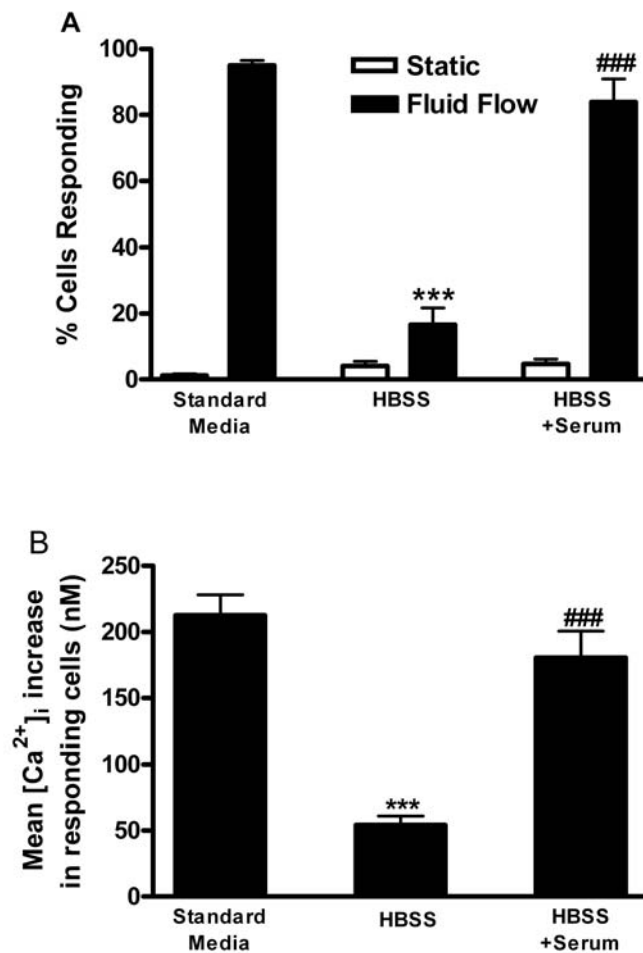 A
% Cells Responding
100
80
60
40
20
0
Static
Fluid Flow
***
###
Standard
Media
HBSS
HBSS
+Serum
B
Mean [Ca²⁺]ᵢ increase
in responding cells (nM)
250
200
150
100
50
0
***
###
Standard
Media
HBSS
HBSS
+Serum